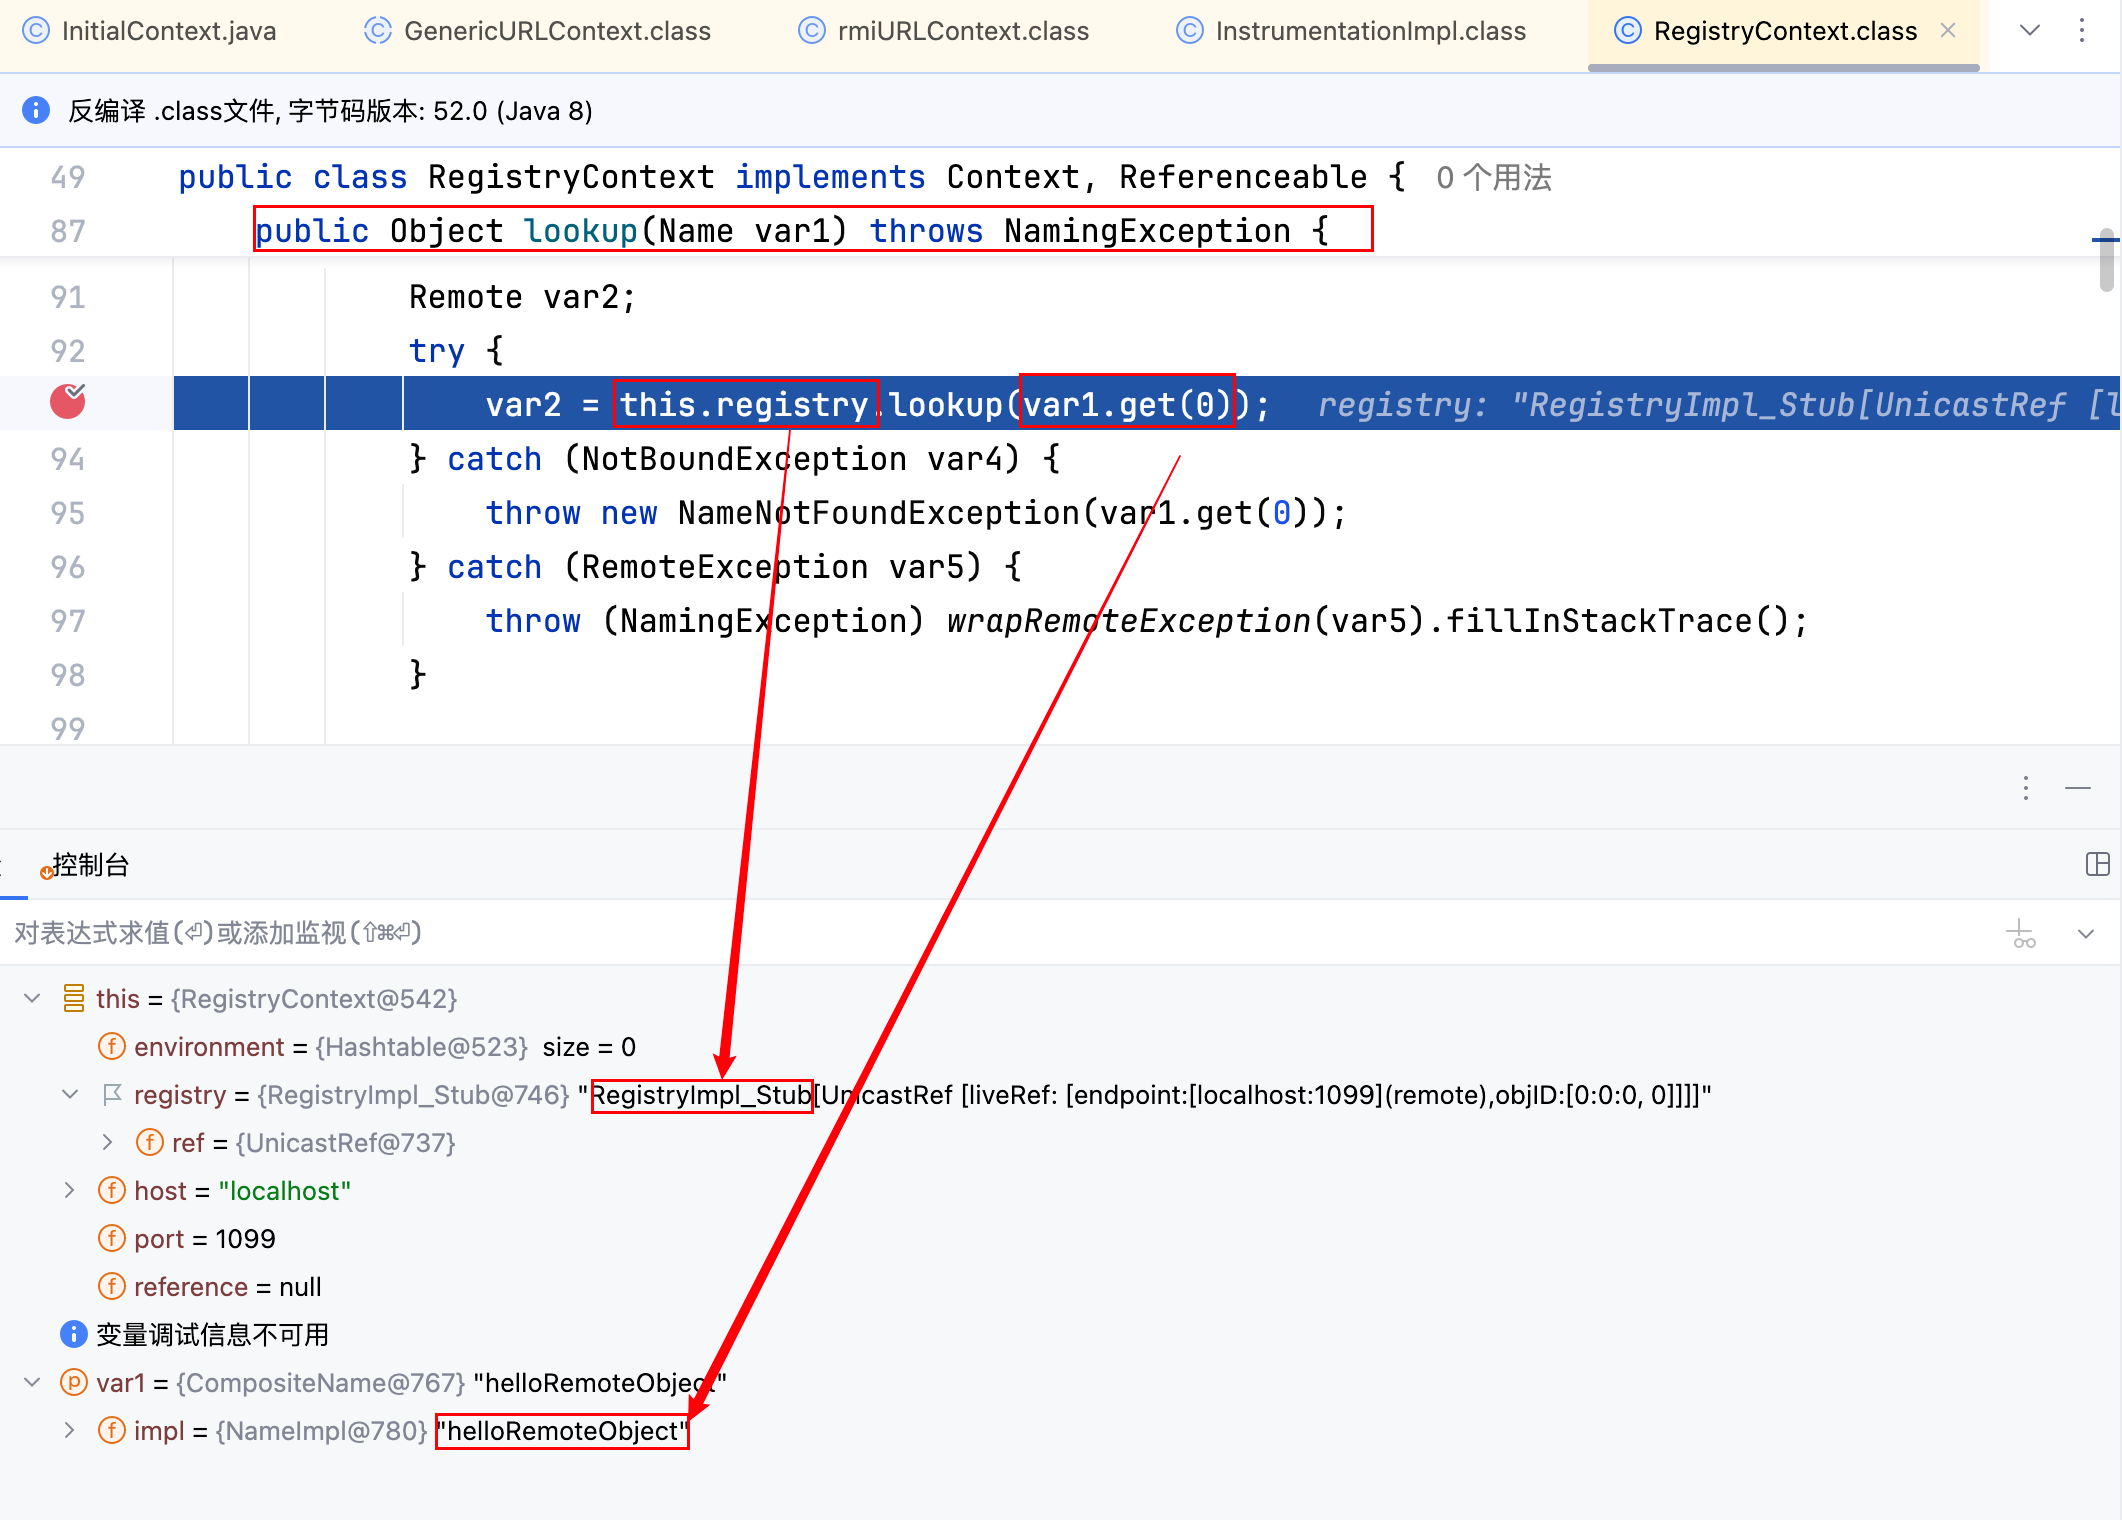 InitialContext.java GenericURLContext.class rmiURLContext.class InstrumentationImpl.class RegistryContext.class
反编译 .class文件, 字节码版本: 52.0 (Java 8)
49 public class RegistryContext implements Context, Referenceable { 0 个用法
87 public Object lookup(Name var1) throws NamingException {
91 Remote var2;
92 try {
var2 = this.registry.lookup(var1.get(0)); registry: "RegistryImpl_Stub[UnicastRef [l
94 } catch (NotBoundException var4) {
95 throw new NameNotFoundException(var1.get(0));
96 } catch (RemoteException var5) {
97 throw (NamingException) wrapRemoteException(var5).fillInStackTrace();
98 }
99
控制台
对表达式求值(⏎)或添加监视(⇧⌘⏎)
this = {RegistryContext@542}
environment = {Hashtable@523} size = 0
registry = {RegistryImpl_Stub@746} "RegistryImpl_Stub[UnicastRef [liveRef: [endpoint:[localhost:1099](remote),objID:[0:0:0, 0]]]]"
ref = {UnicastRef@737}
host = "localhost"
port = 1099
reference = null
变量调试信息不可用
var1 = {CompositeName@767} "helloRemoteObject"
impl = {NameImpl@780} "helloRemoteObject"